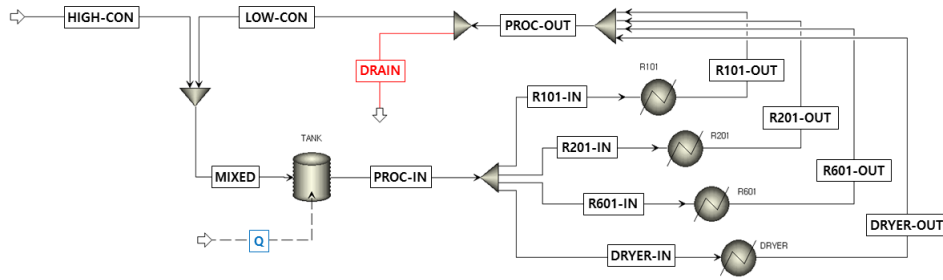 HIGH-CON
LOW-CON
PROC-OUT
DRAIN
R101
R101-OUT
R101-IN
R201-OUT
TANK
R201-IN
R201
MIXED
PROC-IN
R601-OUT
R601-IN
R601
DRYER-OUT
Q
DRYER-IN
DRYER